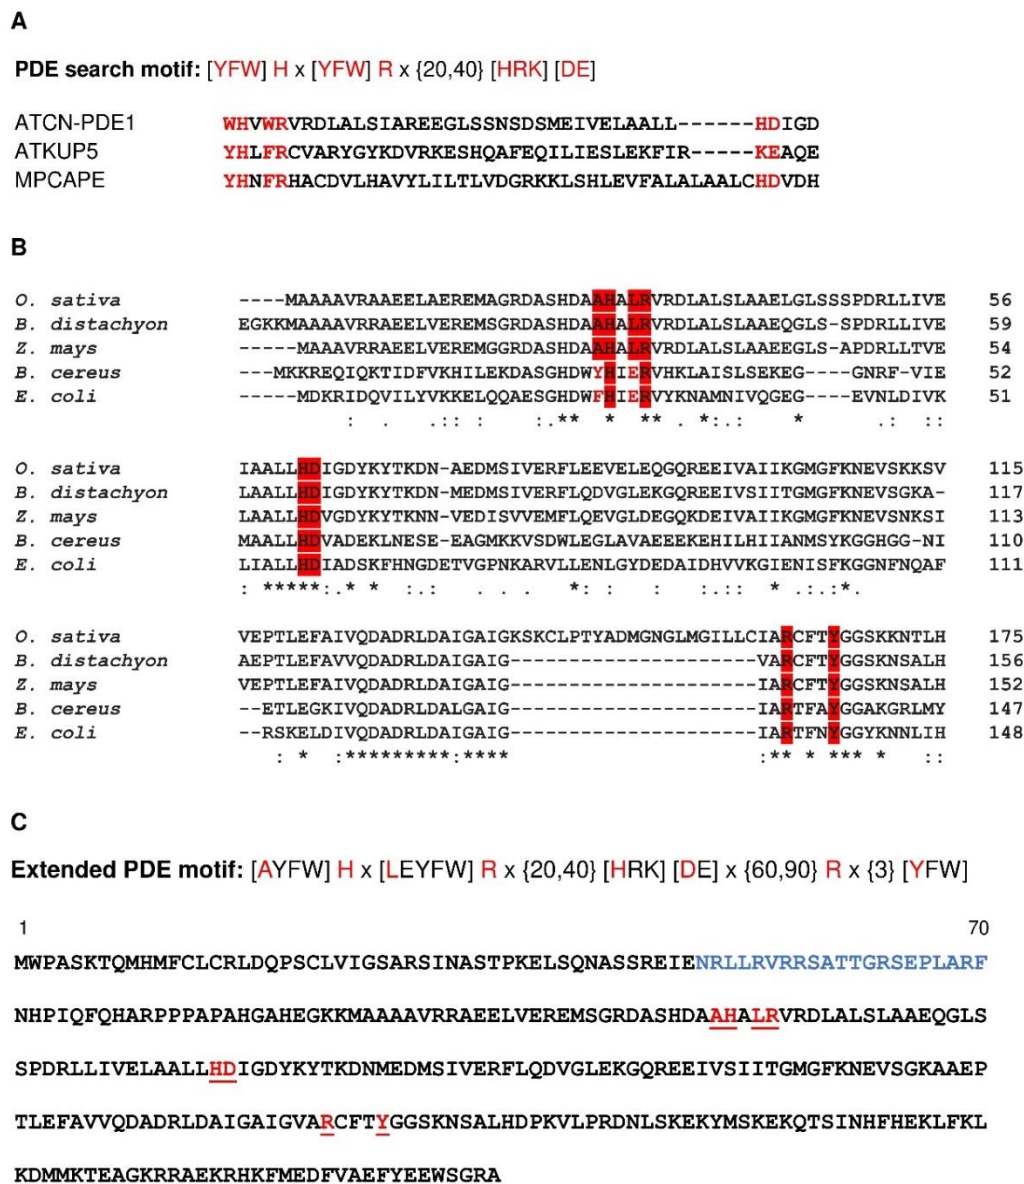 A
PDE search motif: [YFW] H x [YFW] R x {20,40} [HRK] [DE]
ATCN-PDE1 WHVWRVRDLALSIAREEGLSSNSDSMEIVELAALL------HDIGD
ATKUP5 YHLFRCVARYGYKDVRKESHQAFEQILIESLEKFIR-----KEAQE
MPCAPE YHNFRHACDVLHAVYLILTLVDGRKKLSHLEVFALALAALCHDVDH
B
O. sativa ----MAAAAVRAAEELAEREMAGRDASHDAAHALRVRDLALSLAAELGLSSSPDRLLIVE 56
B. distachyon EGKKMAAAAVRRAEELVEREMSGRDASHDAAHALRVRDLALSLAAEQGLS-SPDRLLIVE 59
Z. mays -----MAAAVRRAEELVEREMGGRDASHDAAHALRVRDLALSLAAEEGLS-APDRLLTVE 54
B. cereus ---MKKREQIQKTIDFVKHILEKDASGHDWYHIERVHKLAISLSEKEG----GNRF-VIE 52
E. coli -----MDKRIDQVILYVKKELQQAESGHDWFHIERVYKNAMNIVQGEG----EVNLDIVK 51
: . .:: : :.** * ** . *.:.: * .: ::
O. sativa IAALLHDIGDYKYTKDN-AEDMSIVERFLEEVELEQGQREEIVAIIKGMGFKNEVSKKSV 115
B. distachyon LAALLHDIGDYKYTKDN-MEDMSIVERFLQDVGLEKGQREEIVSIITGMGFKNEVSGKA- 117
Z. mays LAALLHDVGDYKYTKNN-VEDISVVEMFLQEVGLDEGQKDEIVAIIKGMGFKNEVSNKSI 113
B. cereus MAALLHDVADEKLNESE-EAGMKKVSDWLEGLAVAEEEKEHILHIIANMSYKGGHGG-NI 110
E. coli LIALLHDIADSKFHNGDETVGPNKARVLLENLGYDEDAIDHVVKGIENISFKGGNFNQAF 111
: *****:.* * :.: . . . *: : : :.:: * .:.:*.
O. sativa VEPTLEFAIVQDADRLDAIGAIGKSKCLPTYADMGNGLMGILLCIARCFTYGGSKKNTLH 175
B. distachyon AEPTLEFAVVQDADRLDAIGAIG---------------------VARCFTYGGSKNSALH 156
Z. mays VEPTLEFAIVQDADRLDAIGAIG---------------------IARCFTYGGSKNSALH 152
B. cereus --ETLEGKIVQDADRLDALGAIG---------------------IARTFAYGGAKGRLMY 147
E. coli --RSKELDIVQDADRLDAIGAIG---------------------IARTFNYGGYKNNLIH 148
: * :*********:**** :** * *** * ::
C
Extended PDE motif: [AYFW] H x [LEYFW] R x {20,40} [HRK] [DE] x {60,90} R x {3} [YFW]
1 70
MWPASKTQMHMFCLCRLDQPSCLVIGSARSINASTPKELSQNASSREIENRLLRVRRSATTGRSEPLARF
NHPIQFQHARPPPAPAHGAHEGKKMAAAAVRRAEELVEREMSGRDASHDAAHALRVRDLALSLAAEQGLS
SPDRLLIVELAALLHDIGDYKYTKDNMEDMSIVERFLQDVGLEKGQREEIVSIITGMGFKNEVSGKAAEP
TLEFAVVQDADRLDAIGAIGVARCFTYGGSKNSALHDPKVLPRDNLSKEKYMSKEKQTSINHFHEKLFKL
KDMMKTEAGKRRAEKRHKFMEDFVAEFYEEWSGRA